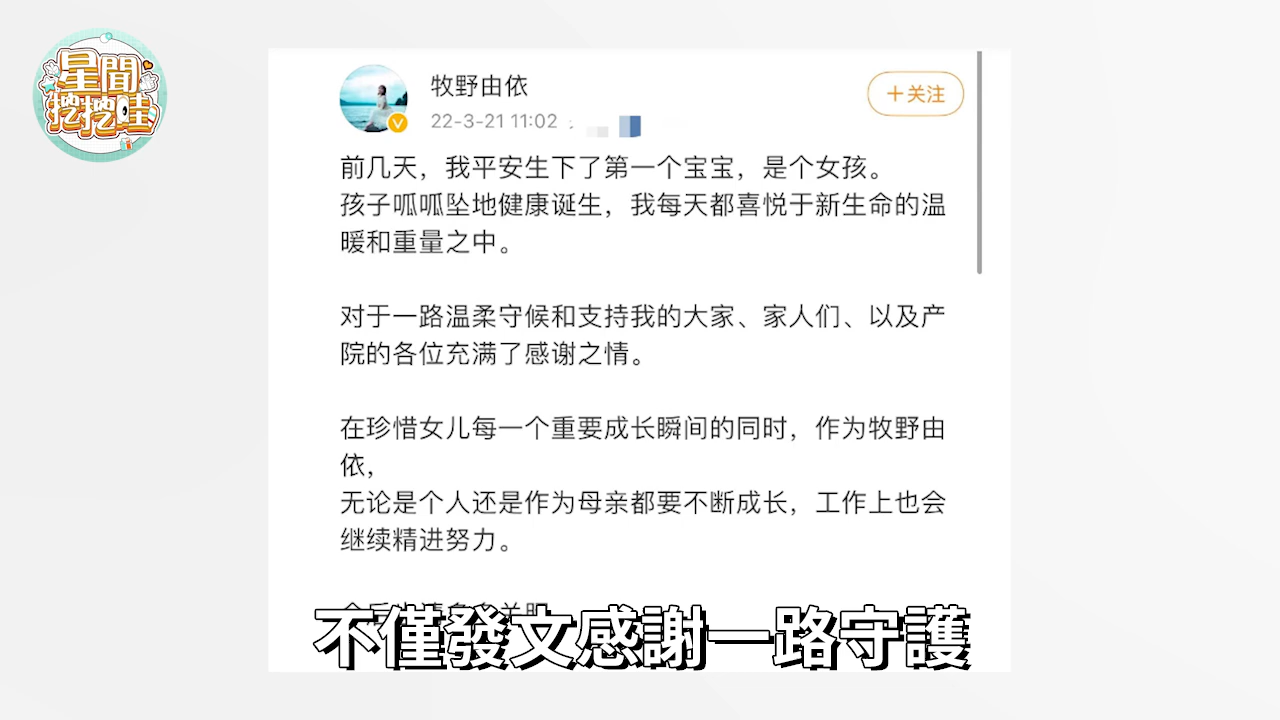 星聞
挖挖哇
牧野由依
+关注
22-3-21 11:02
前几天，我平安生下了第一个宝宝，是个女孩。
孩子呱呱坠地健康诞生，我每天都喜悦于新生命的温
暖和重量之中。
对于一路温柔守候和支持我的大家、家人们、以及产
院的各位充满了感谢之情。
在珍惜女儿每一个重要成长瞬间的同时，作为牧野由
依，
无论是个人还是作为母亲都要不断成长，工作上也会
继续精进努力。
不僅發文感謝一路守護